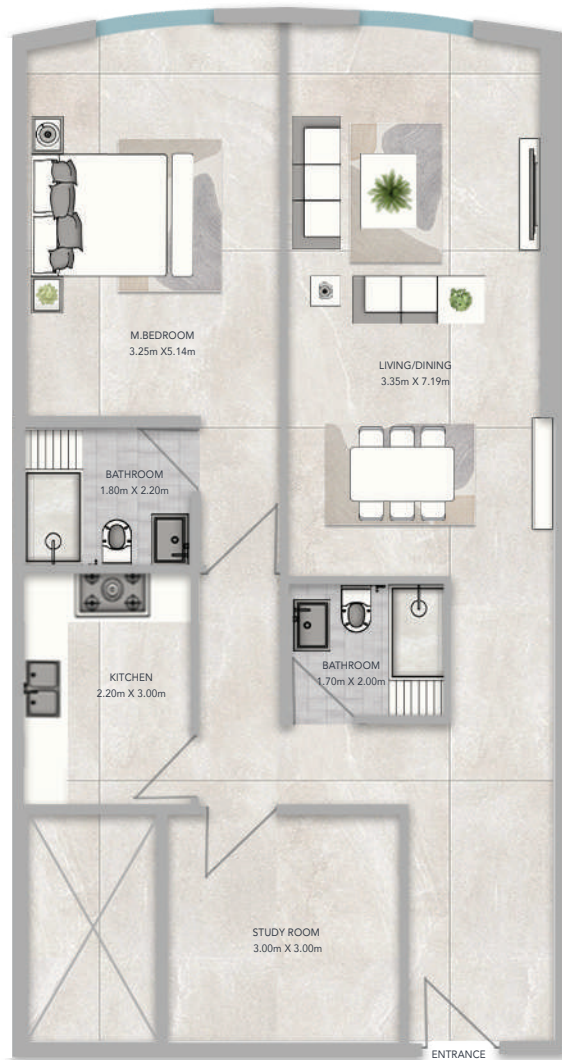 M.BEDROOM
3.25m X5.14m
LIVING/DINING
3.35m X 7.19m
BATHROOM
1.80m X 2.20m
KITCHEN
2.20m X 3.00m
BATHROOM
1.70m X 2.00m
STUDY ROOM
3.00m X 3.00m
ENTRANCE